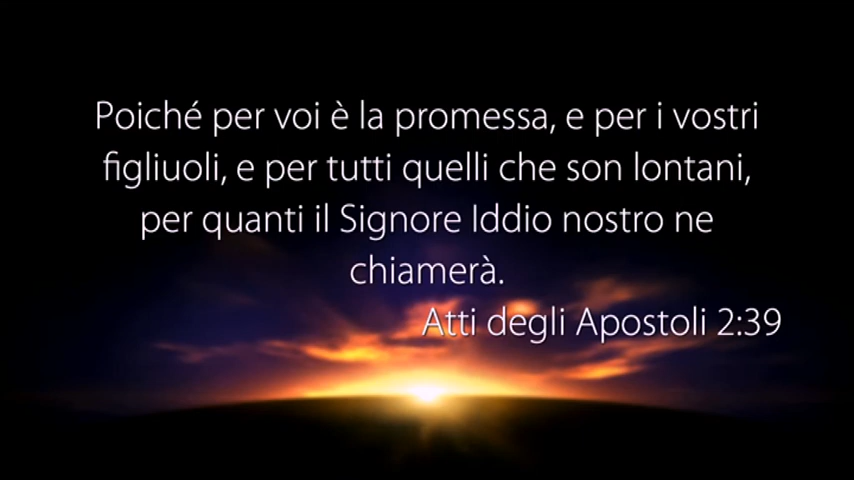 Poiché per voi è la promessa, e per i vostri
figliuoli, e per tutti quelli che son lontani,
per quanti il Signore Iddio nostro ne
chiamerà.
Atti degli Apostoli 2:39